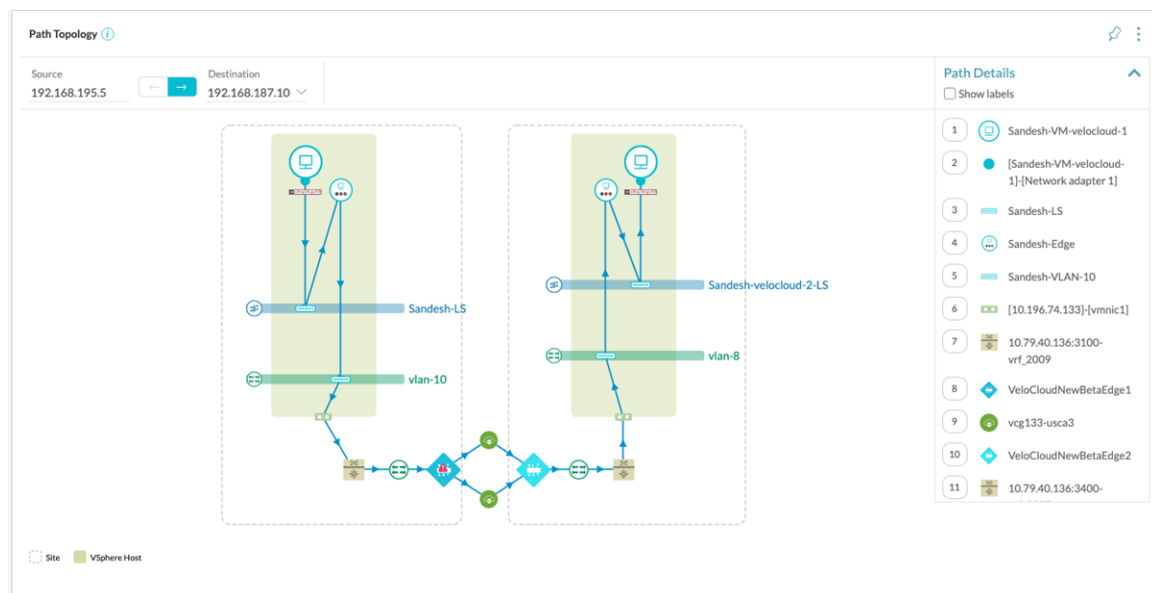 Path Topology
Source
192.168.195.5
Destination
192.168.187.10
Path Details
Show labels
1 Sandesh-VM-velocloud-1
2 [Sandesh-VM-velocloud-
1]-[Network adapter 1]
3 Sandesh-LS
4 Sandesh-Edge
5 Sandesh-VLAN-10
6 [10.196.74.133]-[vmnic1]
7 10.79.40.136:3100-
vrf_2009
8 VeloCloudNewBetaEdge1
9 vcg133-usca3
10 VeloCloudNewBetaEdge2
11 10.79.40.136:3400-
Sandesh-velocloud-2-LS
Sandesh-LS
vlan-8
vlan-10
Site
VSphere Host